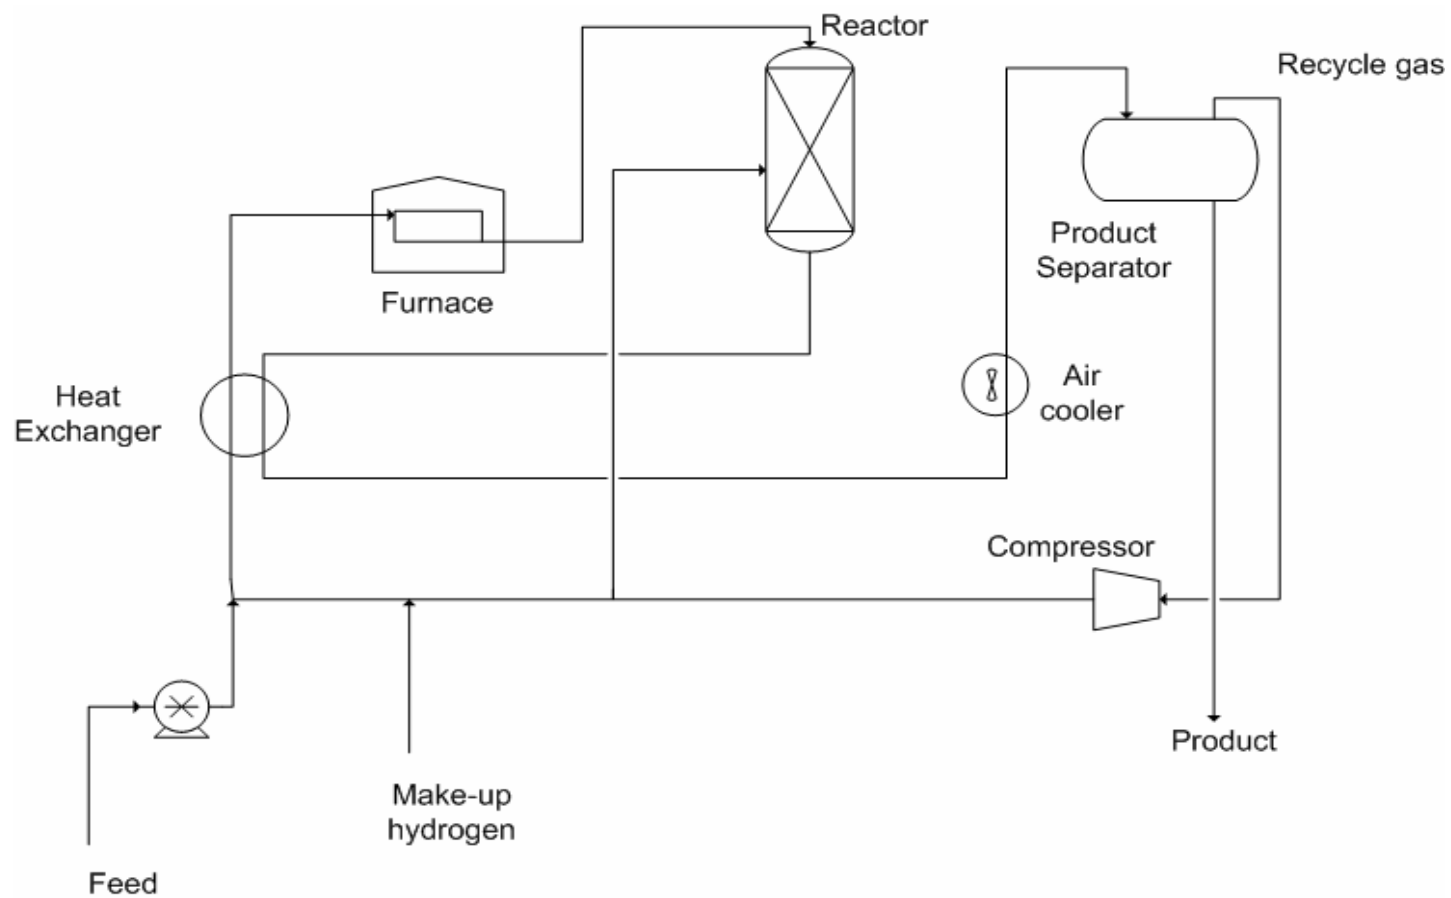 Reactor
Recycle gas
Product
Separator
Furnace
Heat
Exchanger
Air
cooler
Compressor
Product
Make-up
hydrogen
Feed